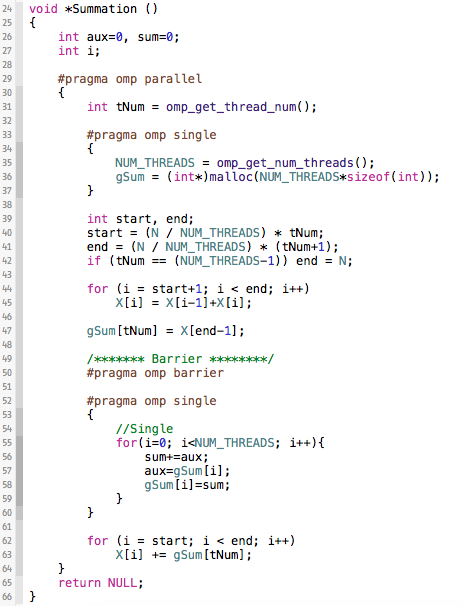 24 void *Summation ()
25 {
26     int aux=0, sum=0;
27     int i;
28
29     #pragma omp parallel
30     {
31         int tNum = omp_get_thread_num();
32
33         #pragma omp single
34         {
35             NUM_THREADS = omp_get_num_threads();
36             gSum = (int*)malloc(NUM_THREADS*sizeof(int));
37         }
38
39         int start, end;
40         start = (N / NUM_THREADS) * tNum;
41         end = (N / NUM_THREADS) * (tNum+1);
42         if (tNum == (NUM_THREADS-1)) end = N;
43
44         for (i = start+1; i < end; i++)
45             X[i] = X[i-1]+X[i];
46
47         gSum[tNum] = X[end-1];
48
49         /******* Barrier ********/
50         #pragma omp barrier
51
52         #pragma omp single
53         {
54             //Single
55             for(i=0; i<NUM_THREADS; i++){
56                 sum+=aux;
57                 aux=gSum[i];
58                 gSum[i]=sum;
59             }
60         }
61
62         for (i = start; i < end; i++)
63             X[i] += gSum[tNum];
64     }
65     return NULL;
66 }